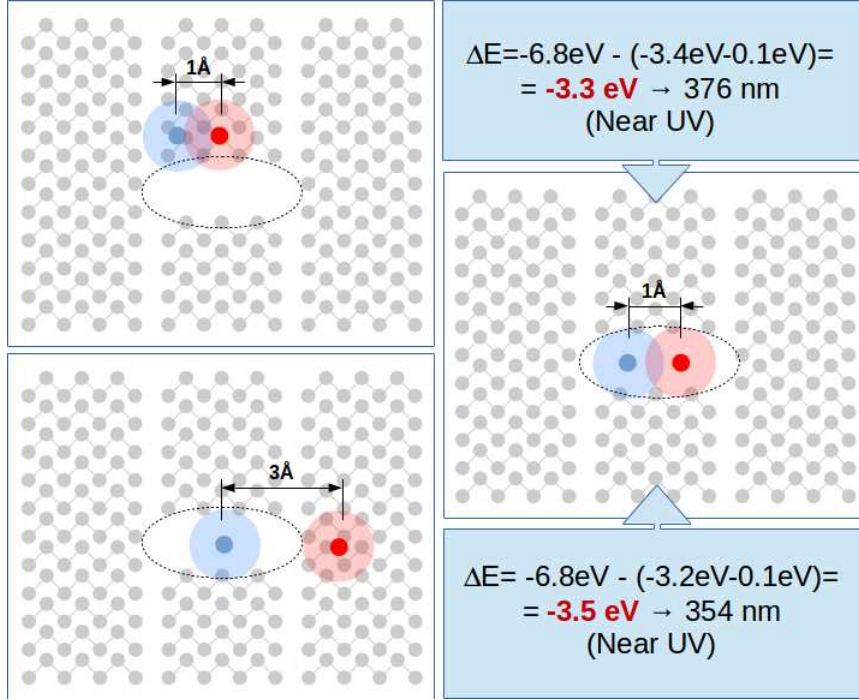 1Å
ΔE=-6.8eV - (-3.4eV-0.1eV)=
= -3.3 eV → 376 nm
(Near UV)
1Å
3Å
ΔE= -6.8eV - (-3.2eV-0.1eV)=
= -3.5 eV → 354 nm
(Near UV)